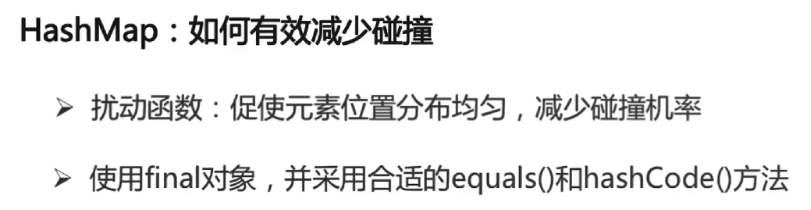 HashMap：如何有效减少碰撞
➢ 扰动函数：促使元素位置分布均匀，减少碰撞机率
➢ 使用final对象，并采用合适的equals()和hashCode()方法